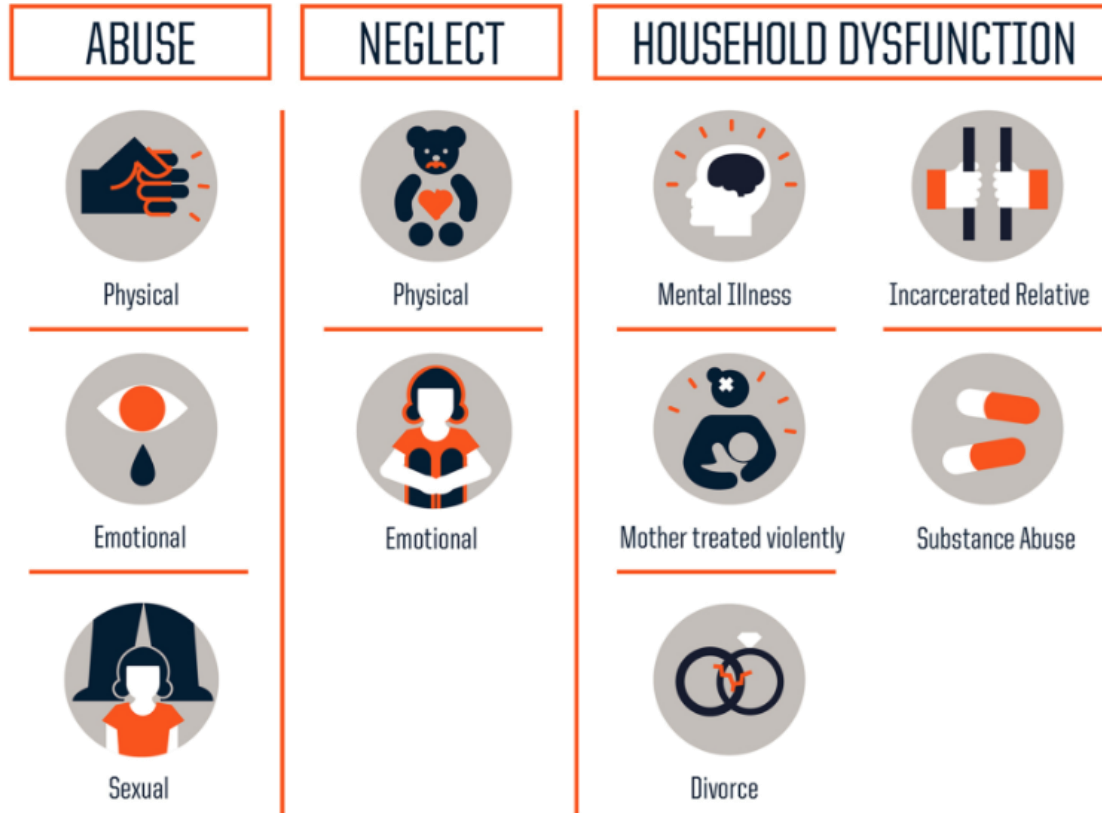 ABUSE
Physical
Emotional
Sexual
NEGLECT
Physical
Emotional
HOUSEHOLD DYSFUNCTION
Mental Illness
Incarcerated Relative
Mother treated violently
Substance Abuse
Divorce